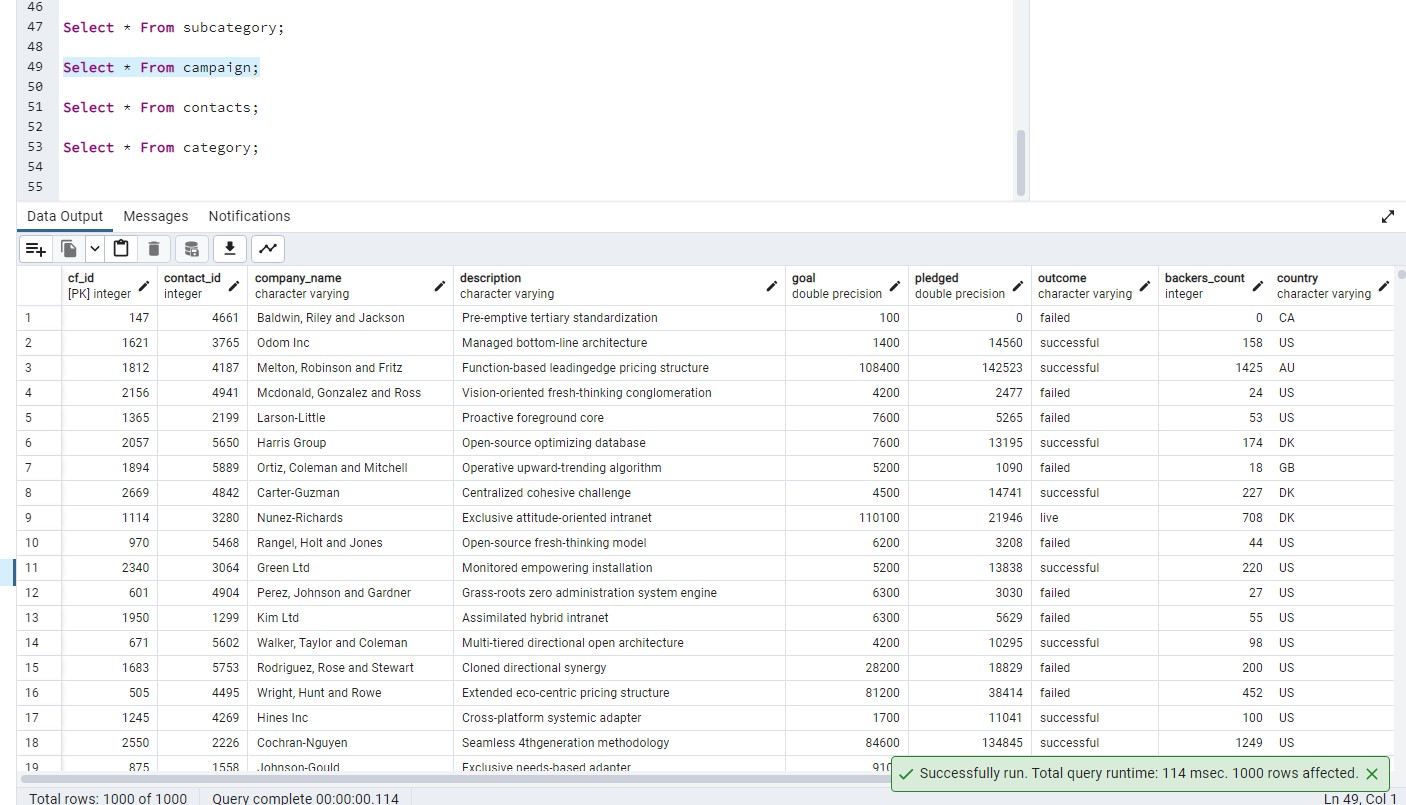 46
47 Select * From subcategory;
48
49 Select * From campaign;
50
51 Select * From contacts;
52
53 Select * From category;
54
55
Data Output Messages Notifications
cf_id contact_id company_name description goal pledged outcome backers_count country
[PK] integer integer character varying character varying double precision double precision character varying integer character varying
1 147 4661 Baldwin, Riley and Jackson Pre-emptive tertiary standardization 100 0 failed 0 CA
2 1621 3765 Odom Inc Managed bottom-line architecture 1400 14560 successful 158 US
3 1812 4187 Melton, Robinson and Fritz Function-based leadingedge pricing structure 108400 142523 successful 1425 AU
4 2156 4941 Mcdonald, Gonzalez and Ross Vision-oriented fresh-thinking conglomeration 4200 2477 failed 24 US
5 1365 2199 Larson-Little Proactive foreground core 7600 5265 failed 53 US
6 2057 5650 Harris Group Open-source optimizing database 7600 13195 successful 174 DK
7 1894 5889 Ortiz, Coleman and Mitchell Operative upward-trending algorithm 5200 1090 failed 18 GB
8 2669 4842 Carter-Guzman Centralized cohesive challenge 4500 14741 successful 227 DK
9 1114 3280 Nunez-Richards Exclusive attitude-oriented intranet 110100 21946 live 708 DK
10 970 5468 Rangel, Holt and Jones Open-source fresh-thinking model 6200 3208 failed 44 US
11 2340 3064 Green Ltd Monitored empowering installation 5200 13838 successful 220 US
12 601 4904 Perez, Johnson and Gardner Grass-roots zero administration system engine 6300 3030 failed 27 US
13 1950 1299 Kim Ltd Assimilated hybrid intranet 6300 5629 failed 55 US
14 671 5602 Walker, Taylor and Coleman Multi-tiered directional open architecture 4200 10295 successful 98 US
15 1683 5753 Rodriguez, Rose and Stewart Cloned directional synergy 28200 18829 failed 200 US
16 505 4495 Wright, Hunt and Rowe Extended eco-centric pricing structure 81200 38414 failed 452 US
17 1245 4269 Hines Inc Cross-platform systemic adapter 1700 11041 successful 100 US
18 2550 2226 Cochran-Nguyen Seamless 4thgeneration methodology 84600 134845 successful 1249 US
19 875 1558 Johnson-Gould Exclusive needs-based adapter
Successfully run. Total query runtime: 114 msec. 1000 rows affected.
Total rows: 1000 of 1000 Query complete 00:00:00.114 Ln 49, Col 1